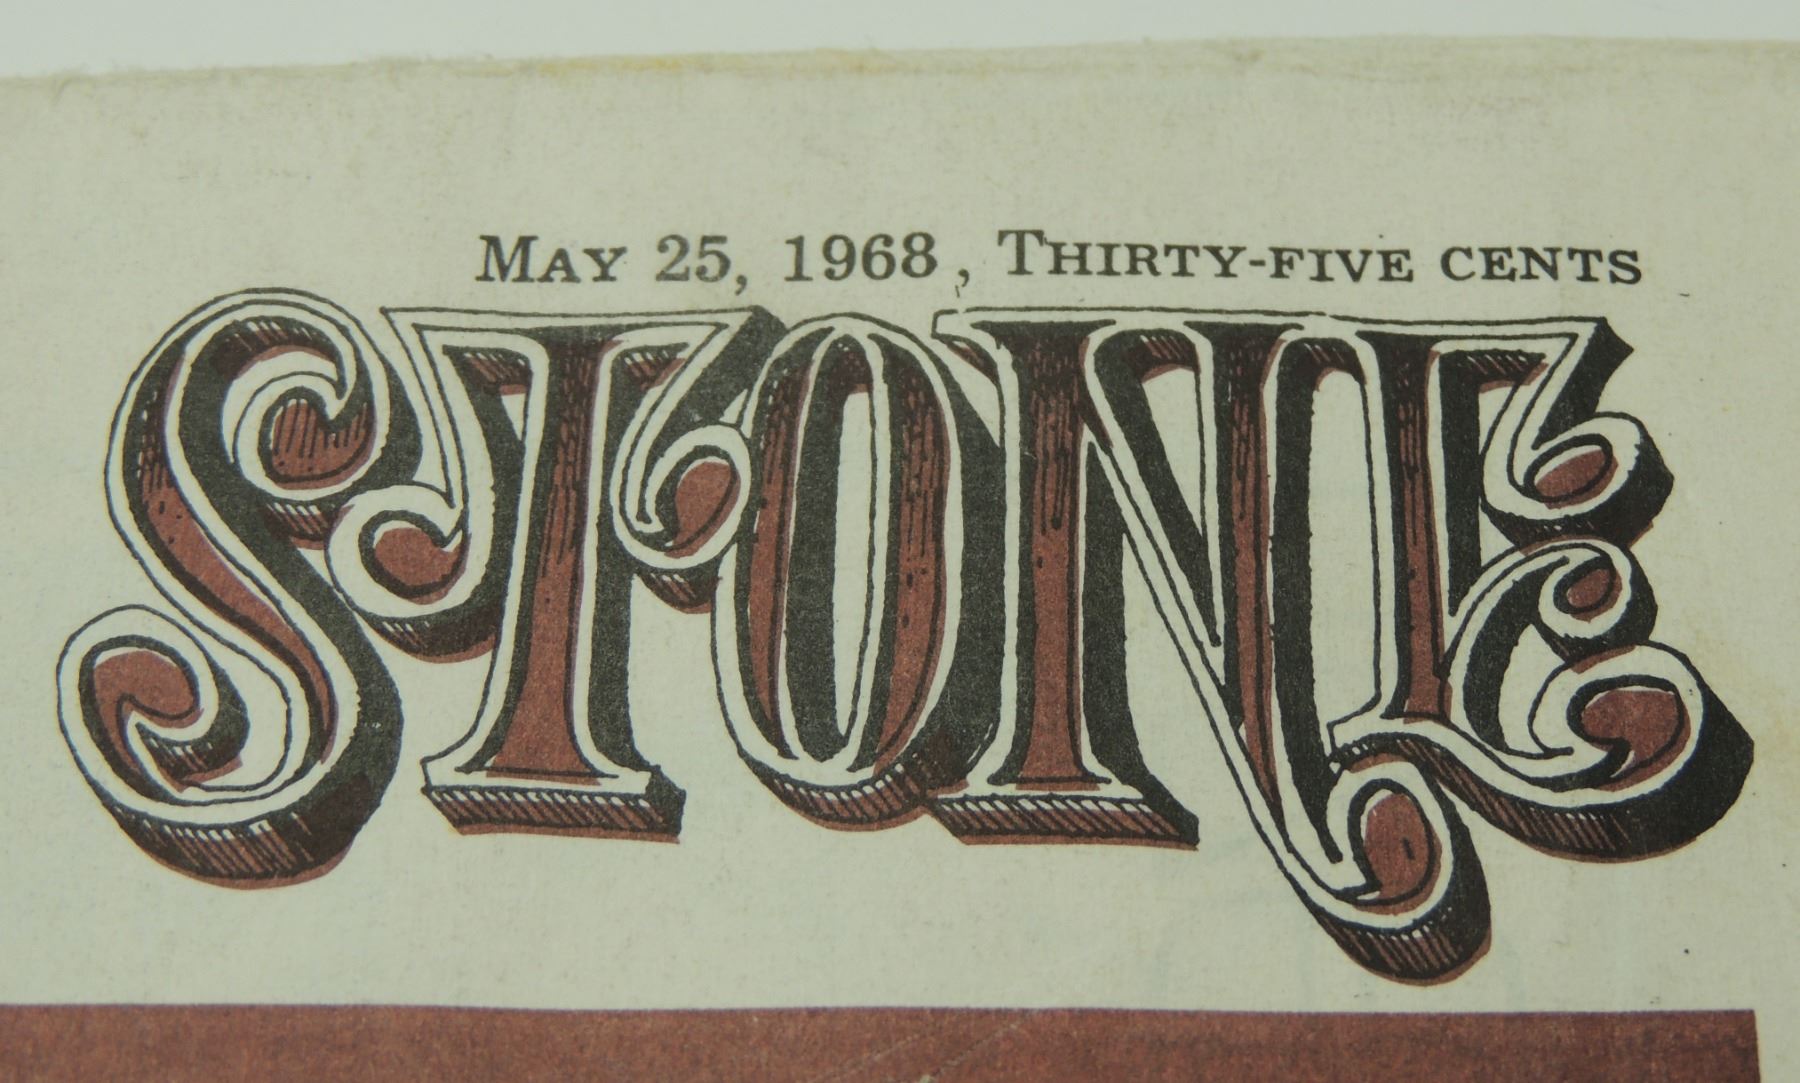 May 25, 1968, Thirty-five cents
STONE